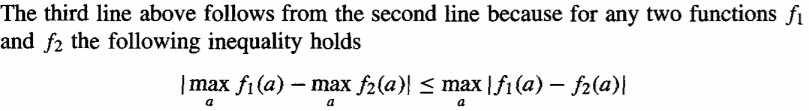 The third line above follows from the second line because for any two functions f₁
and f₂ the following inequality holds
| max_a f₁(a) − max_a f₂(a)| ≤ max_a |f₁(a) − f₂(a)|